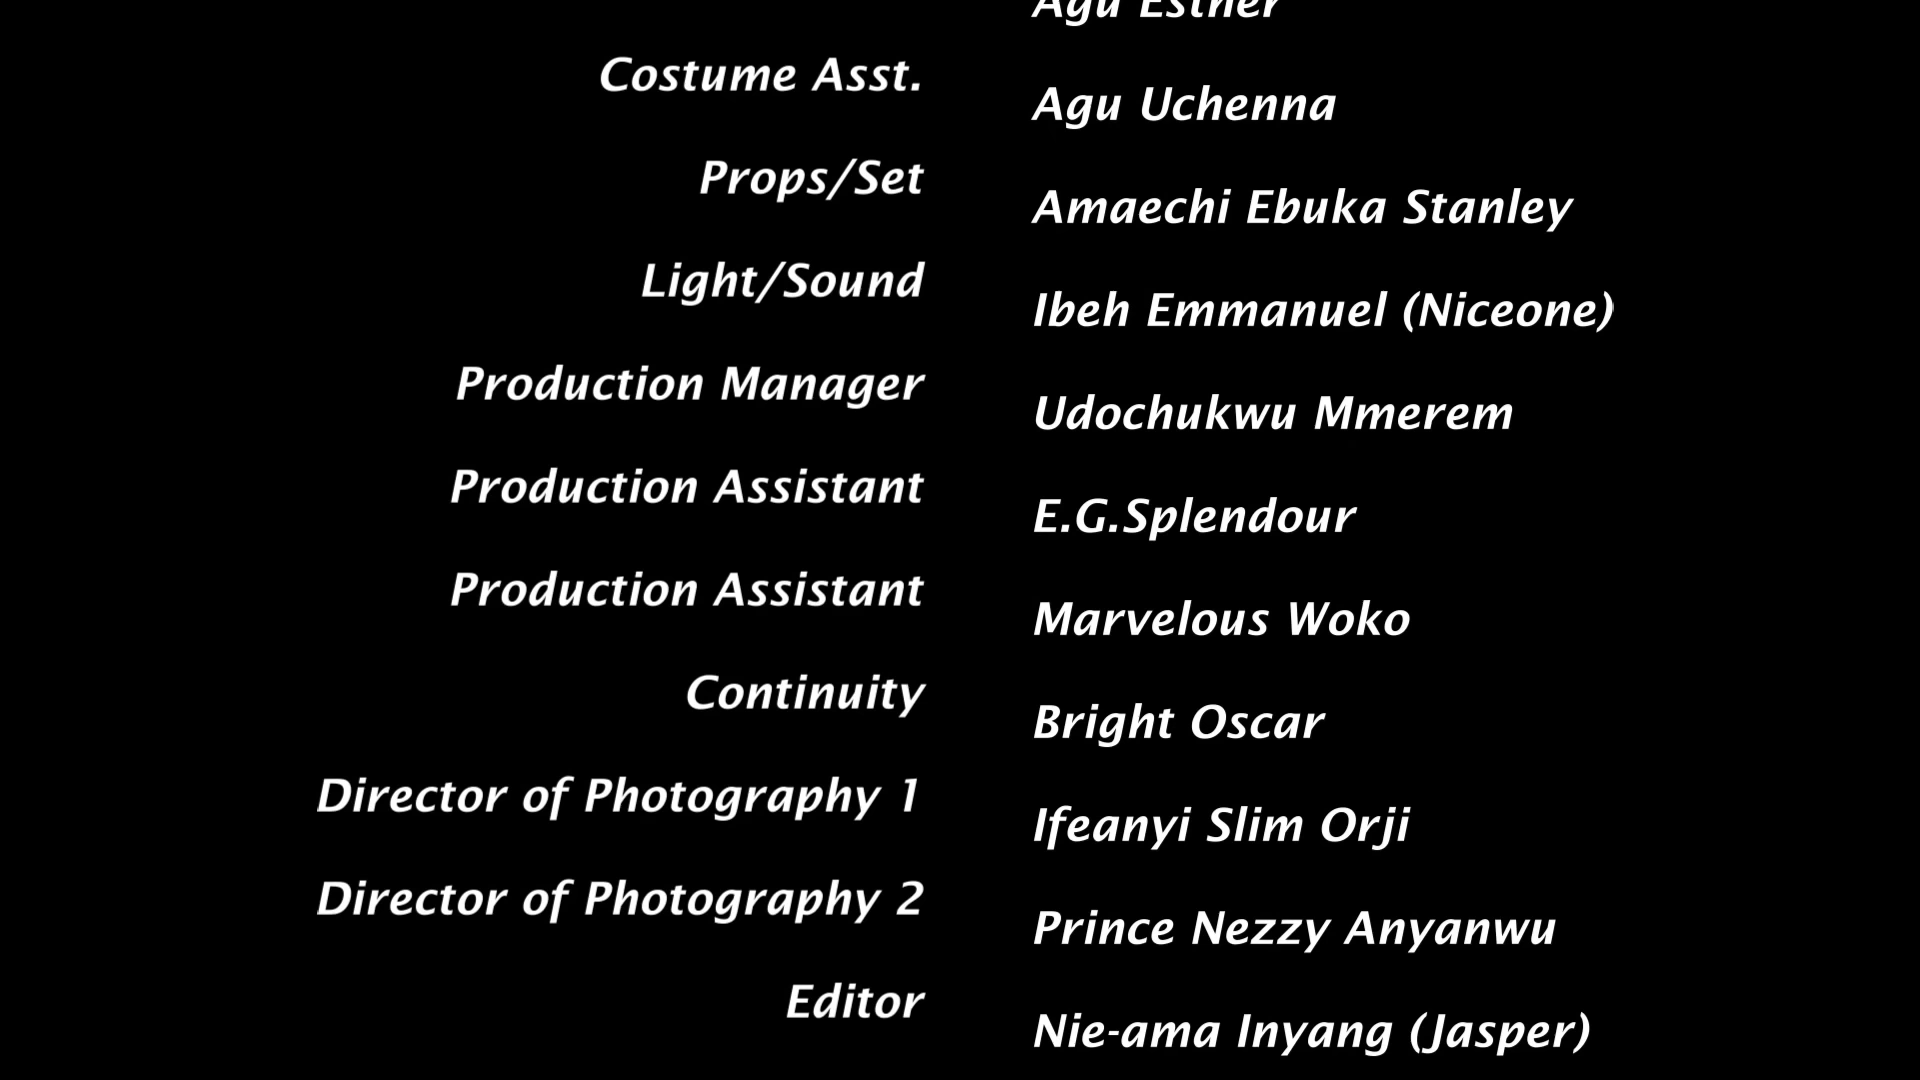 Agu Esther
Costume Asst.
Agu Uchenna
Props/Set
Amaechi Ebuka Stanley
Light/Sound
Ibeh Emmanuel (Niceone)
Production Manager
Udochukwu Mmerem
Production Assistant
E.G.Splendour
Production Assistant
Marvelous Woko
Continuity
Bright Oscar
Director of Photography 1
Ifeanyi Slim Orji
Director of Photography 2
Prince Nezzy Anyanwu
Editor
Nie-ama Inyang (Jasper)